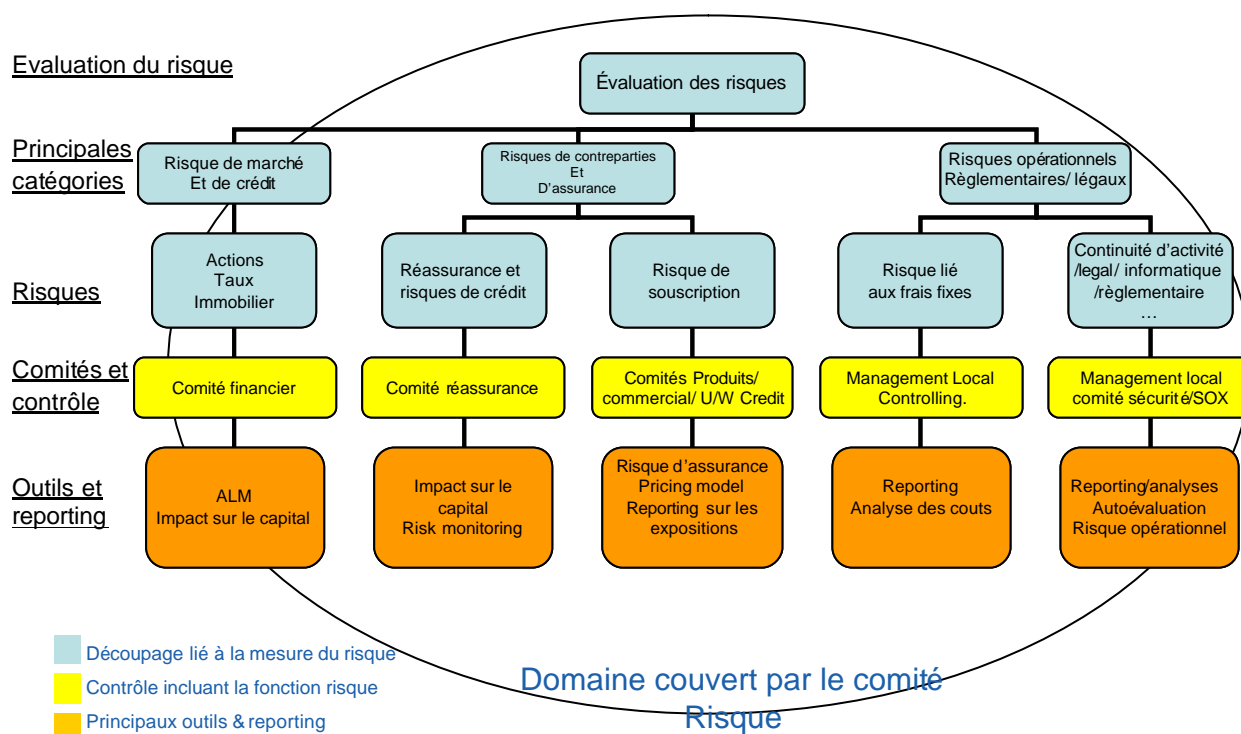 Evaluation du risque
Évaluation des risques
Principales
catégories
Risque de marché
Et de crédit
Risques de contreparties
Et
D'assurance
Risques opérationnels
Règlementaires/ légaux
Risques
Actions
Taux
Immobilier
Réassurance et
risques de crédit
Risque de
souscription
Risque lié
aux frais fixes
Continuité d'activité
/legal/ informatique
/règlementaire
…
Comités et
contrôle
Comité financier
Comité réassurance
Comités Produits/
commercial/ U/W Credit
Management Local
Controlling.
Management local
comité sécurité/SOX
Outils et
reporting
ALM
Impact sur le capital
Impact sur le
capital
Risk monitoring
Risque d'assurance
Pricing model
Reporting sur les
expositions
Reporting
Analyse des couts
Reporting/analyses
Autoévaluation
Risque opérationnel
Découpage lié à la mesure du risque
Contrôle incluant la fonction risque
Principaux outils & reporting
Domaine couvert par le comité
Risque